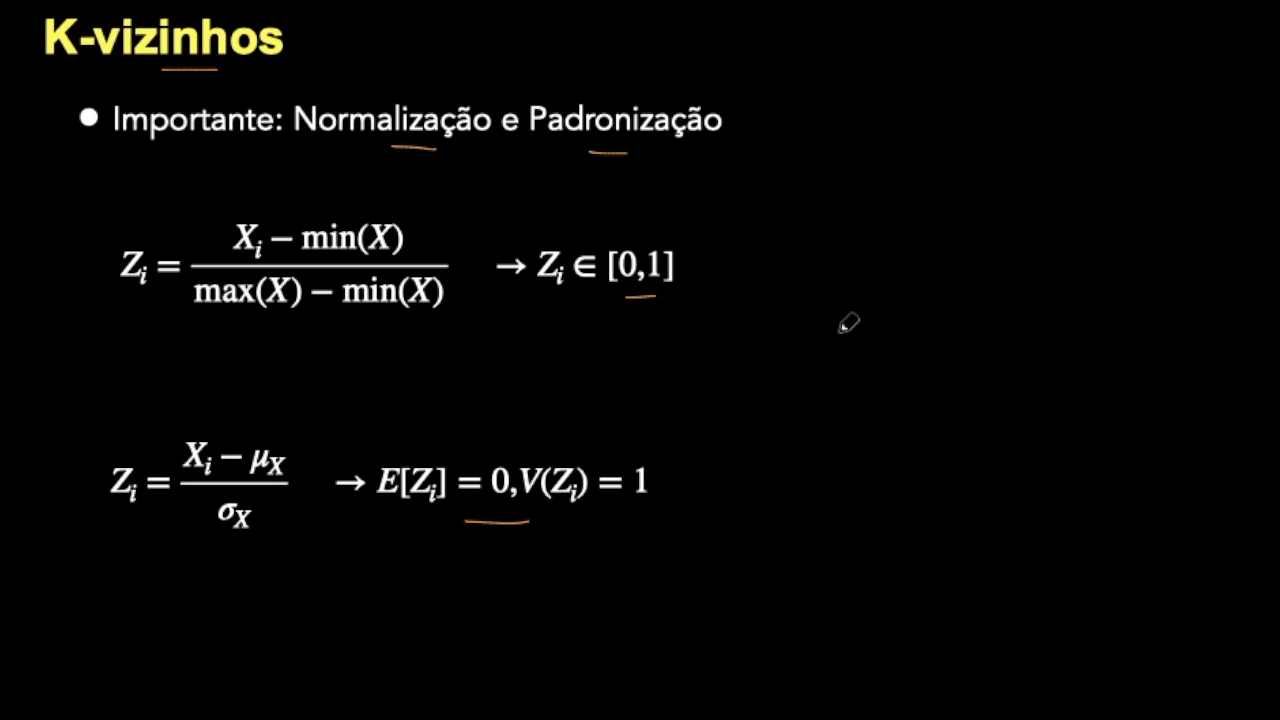 K-vizinhos
● Importante: Normalização e Padronização
Z_i = (X_i − min(X)) / (max(X) − min(X)) → Z_i ∈ [0,1]
Z_i = (X_i − μ_X) / σ_X → E[Z_i] = 0,V(Z_i) = 1